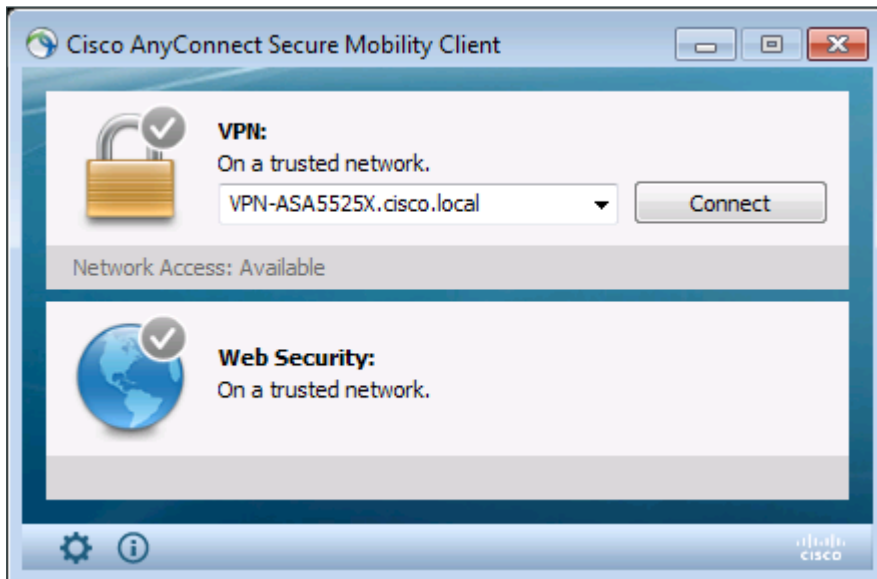 Cisco AnyConnect Secure Mobility Client
VPN:
On a trusted network.
VPN-ASA5525X.cisco.local
Connect
Network Access: Available
Web Security:
On a trusted network.
CISCO